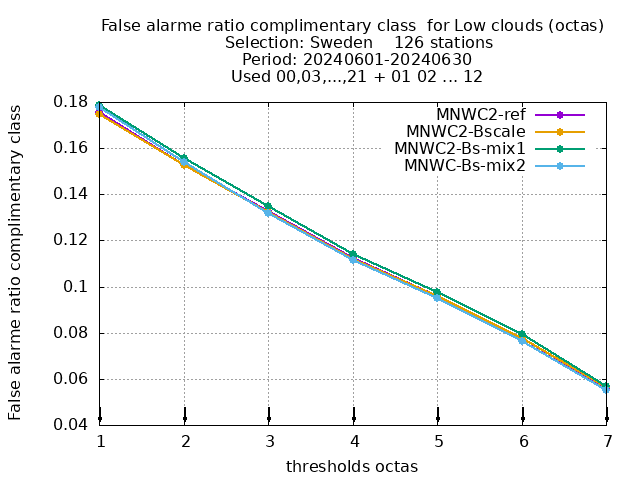 False alarme ratio complimentary class  for Low clouds (octas)
Selection: Sweden    126 stations
Period: 20240601-20240630
Used 00,03,...,21 + 01 02 ... 12
False alarme ratio complimentary class
0.18
0.16
0.14
0.12
0.1
0.08
0.06
0.04
MNWC2-ref
MNWC2-Bscale
MNWC2-Bs-mix1
MNWC-Bs-mix2
1 2 3 4 5 6 7
thresholds octas